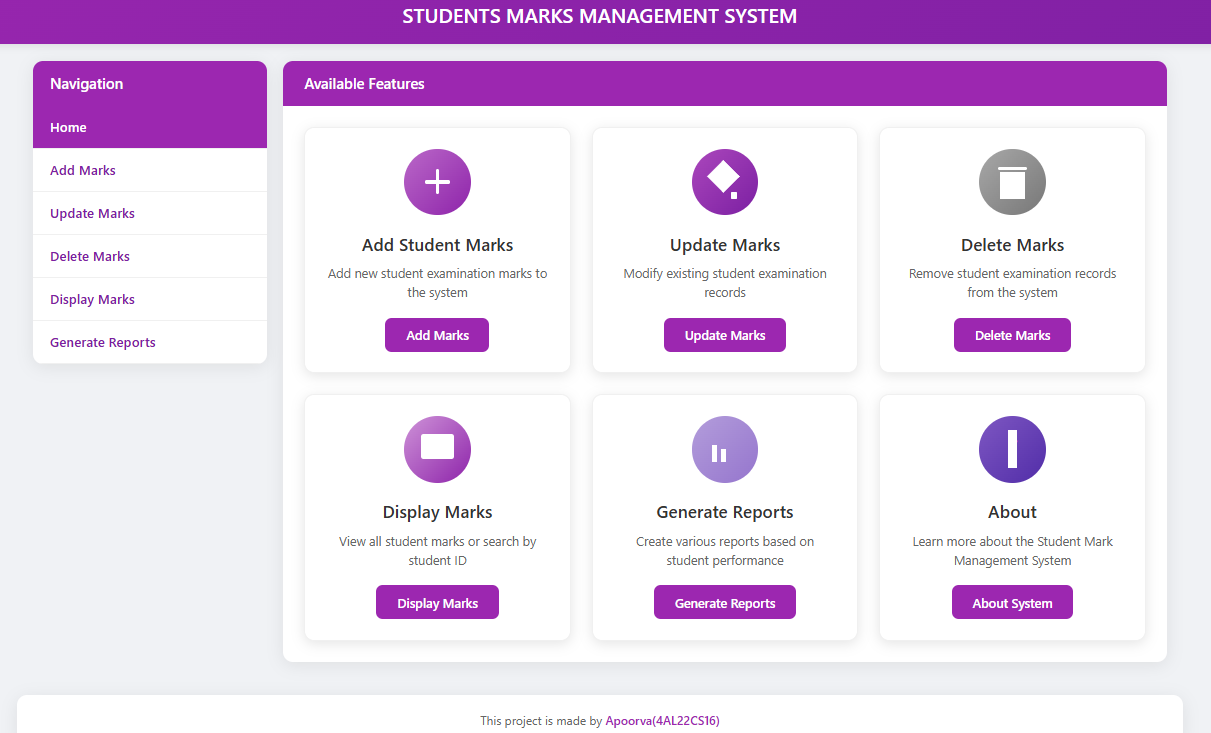 STUDENTS MARKS MANAGEMENT SYSTEM
Navigation
Home
Add Marks
Update Marks
Delete Marks
Display Marks
Generate Reports
Available Features
Add Student Marks
Add new student examination marks to
the system
Add Marks
Update Marks
Modify existing student examination
records
Update Marks
Delete Marks
Remove student examination records
from the system
Delete Marks
Display Marks
View all student marks or search by
student ID
Display Marks
Generate Reports
Create various reports based on
student performance
Generate Reports
About
Learn more about the Student Mark
Management System
About System
This project is made by Apoorva(4AL22CS16)